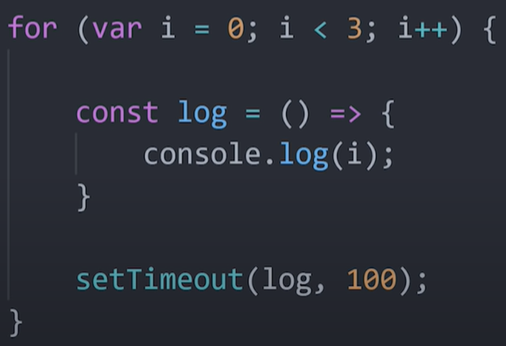 for (var i = 0; i < 3; i++) {
const log = () => {
console.log(i);
}
setTimeout(log, 100);
}